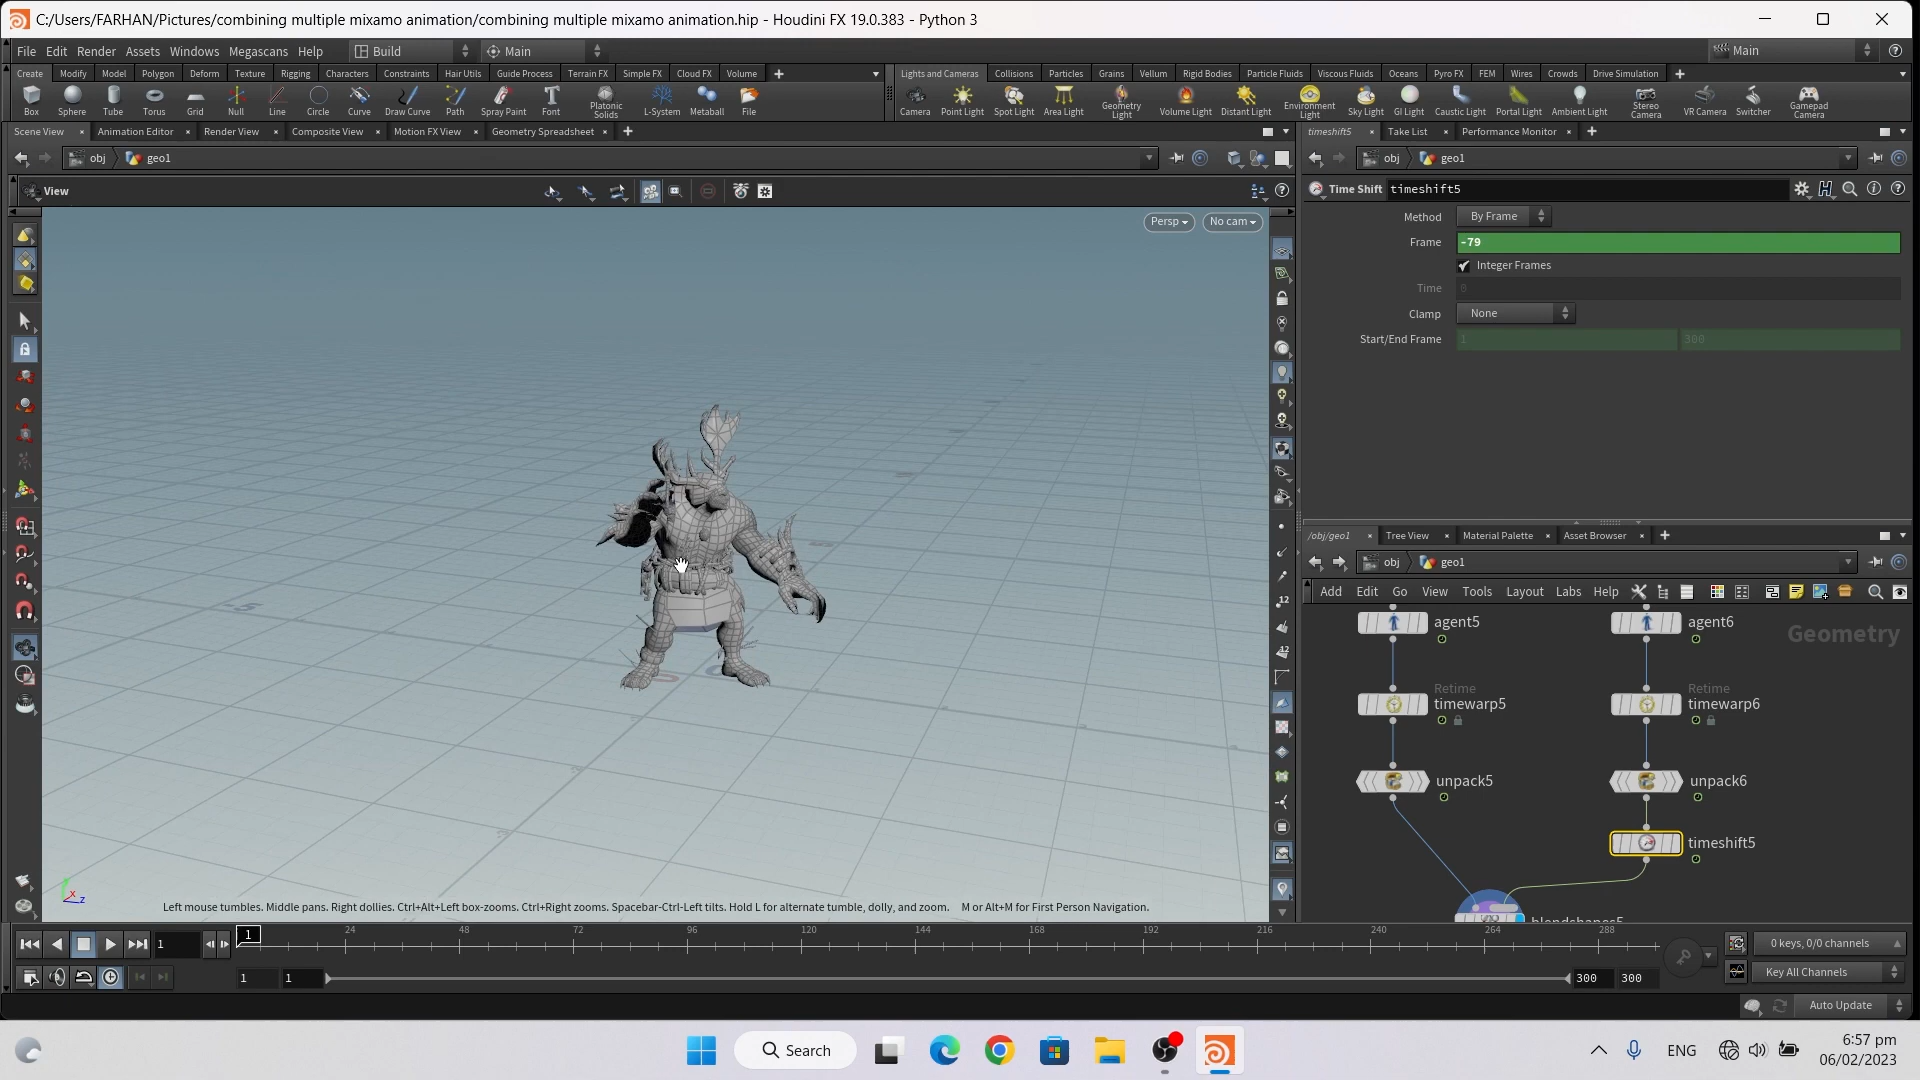 C:/Users/FARHAN/Pictures/combining multiple mixamo animation/combining multiple mixamo animation.hip - Houdini FX 19.0.383 - Python 3
File Edit Render Assets Windows Megascans Help Build Main Main
Create Modify Model Polygon Deform Texture Rigging Characters Constraints Hair Utils Guide Process Terrain FX Simple FX Cloud FX Volume
Lights and Cameras Collisions Particles Grains Vellum Rigid Bodies Particle Fluids Viscous Fluids Oceans Pyro FX FEM Wires Crowds Drive Simulation
Box Sphere Tube Torus Grid Null Line Circle Curve Draw Curve Path Spray Paint Font Platonic Solids L-System Metaball File
Camera Point Light Spot Light Area Light Geometry Light Volume Light Distant Light Environment Light Sky Light GI Light Caustic Light Portal Light Ambient Light Stereo Camera VR Camera Switcher Gamepad Camera
Scene View Animation Editor Render View Composite View Motion FX View Geometry Spreadsheet
timeshift5 Take List Performance Monitor
obj geo1
obj geo1
View
Time Shift timeshift5
Persp No cam
Method By Frame
Frame -79
Integer Frames
Time 0
Clamp None
Start/End Frame 1 300
/obj/geo1 Tree View Material Palette Asset Browser
obj geo1
Add Edit Go View Tools Layout Labs Help
Geometry
agent5 agent6
Retime Retime
timewarp5 timewarp6
unpack5 unpack6
timeshift5
Left mouse tumbles. Middle pans. Right dollies. Ctrl+Alt+Left box-zooms. Ctrl+Right zooms. Spacebar-Ctrl-Left tilts. Hold L for alternate tumble, dolly, and zoom. M or Alt+M for First Person Navigation.
1 1 24 48 72 96 120 144 168 192 216 240 264 288
0 keys, 0/0 channels
1 1 300 300
Key All Channels
Auto Update
Search
ENG
6:57 pm
06/02/2023